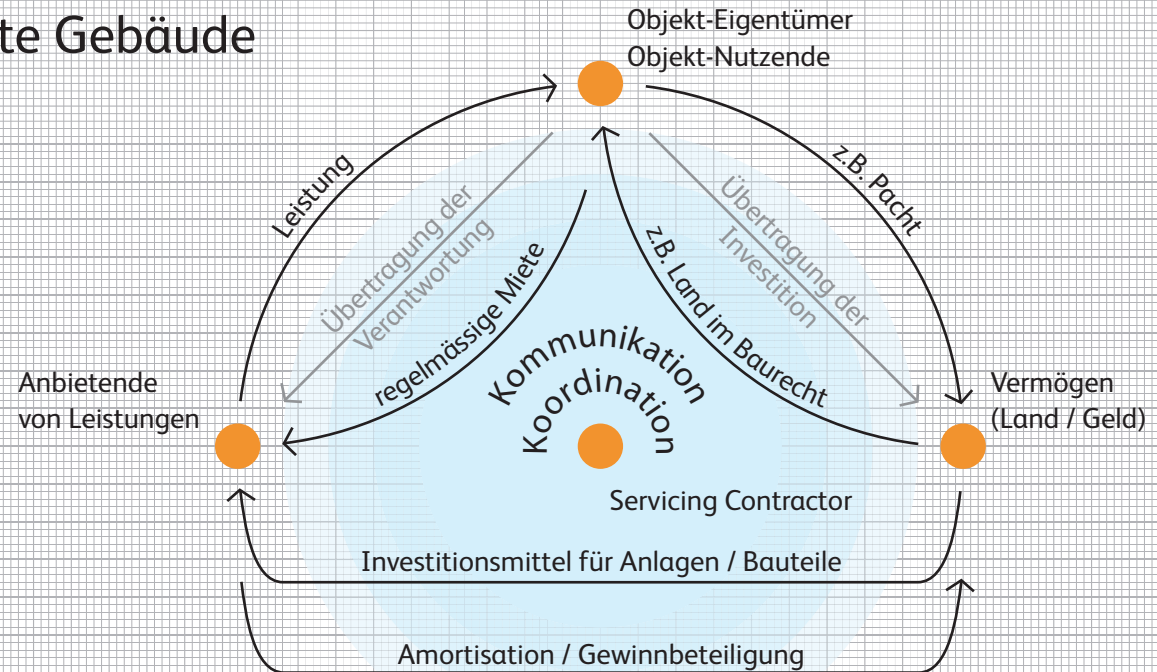 te Gebäude
Objekt-Eigentümer
Objekt-Nutzende
Leistung
Übertragung der
Verantwortung
regelmässige Miete
z.B. Pacht
Übertragung der
Investition
z.B. Land im Baurecht
Kommunikation
Koordination
Anbietende
von Leistungen
Vermögen
(Land / Geld)
Servicing Contractor
Investitionsmittel für Anlagen / Bauteile
Amortisation / Gewinnbeteiligung